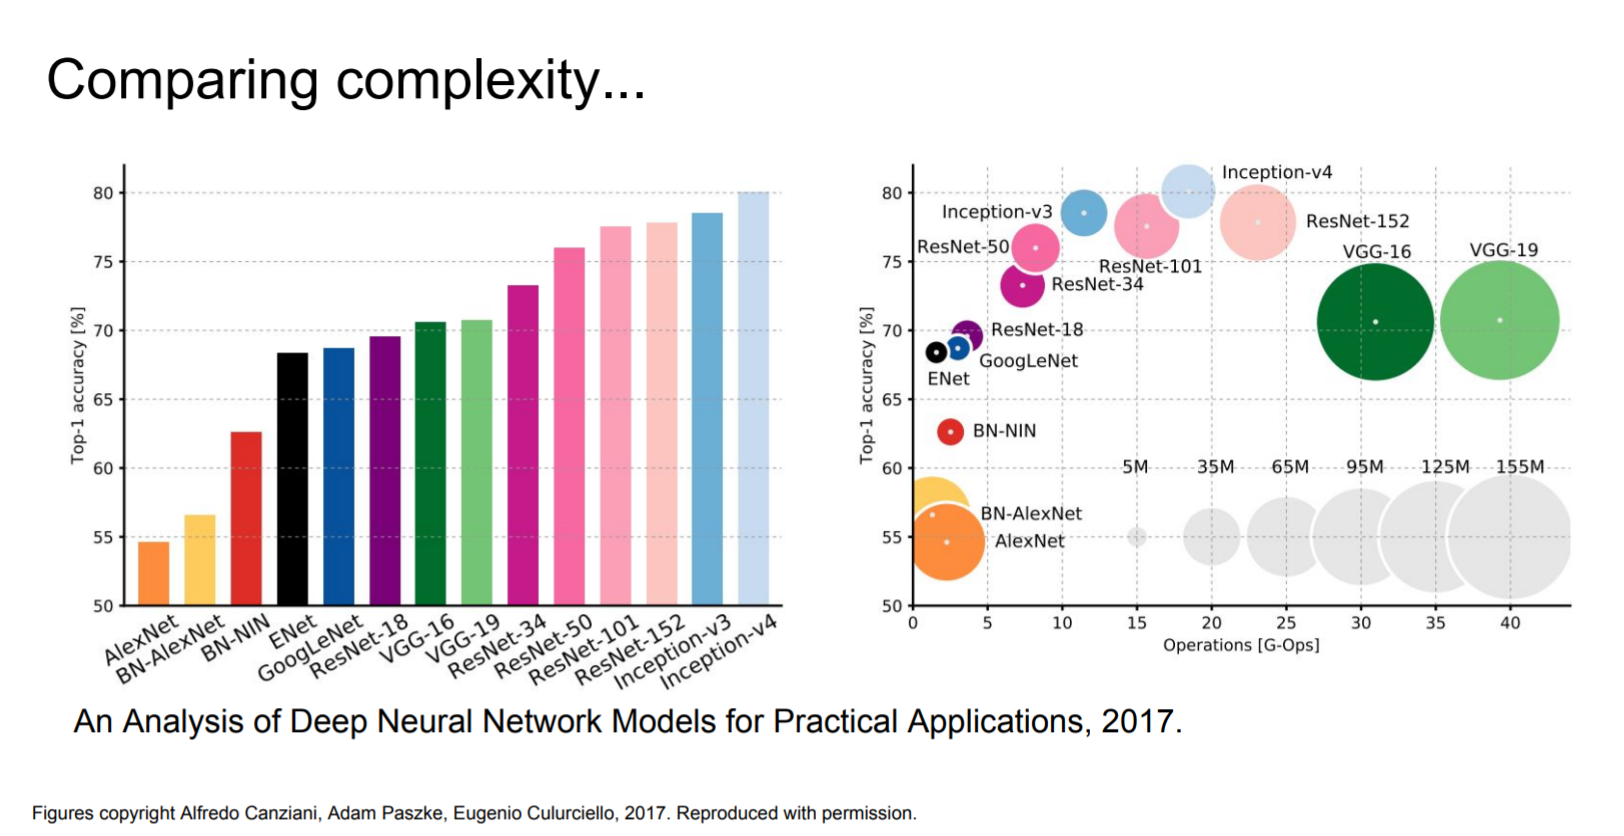 Comparing complexity...
80
75
70
65
60
55
50
Top-1 accuracy [%]
AlexNet
BN-AlexNet
BN-NIN
ENet
GoogLeNet
ResNet-18
VGG-16
VGG-19
ResNet-34
ResNet-50
ResNet-101
ResNet-152
Inception-v3
Inception-v4
80
75
70
65
60
55
50
Top-1 accuracy [%]
Inception-v4
Inception-v3
ResNet-152
ResNet-50
VGG-16
VGG-19
ResNet-101
ResNet-34
ResNet-18
GoogLeNet
ENet
BN-NIN
5M 35M 65M 95M 125M 155M
BN-AlexNet
AlexNet
0 5 10 15 20 25 30 35 40
Operations [G-Ops]
An Analysis of Deep Neural Network Models for Practical Applications, 2017.
Figures copyright Alfredo Canziani, Adam Paszke, Eugenio Culurciello, 2017. Reproduced with permission.